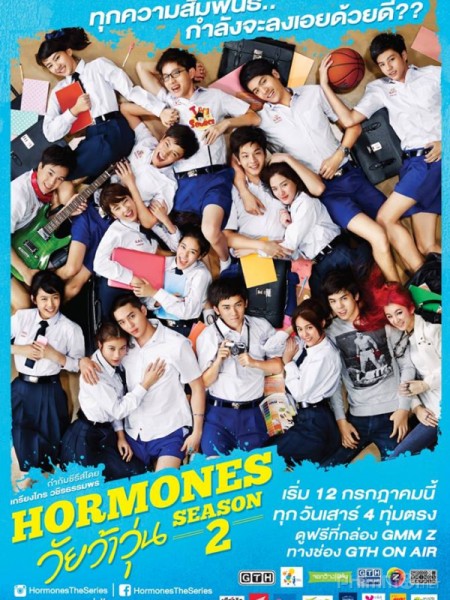 ทุกความสัมพันธ์..
กำลังจะลงเอยด้วยดี??
กำกับซีรีส์โดย
เกรียงไกร วชิรธรรมพร
HORMONES
วัยว้าวุ่น
SEASON
2
เริ่ม 12 กรกฎาคมนี้
ทุกวันเสาร์ 4 ทุ่มตรง
ดูฟรีที่กล่อง GMM Z
ทางช่อง GTH ON AIR
HormonesTheSeries
HormonesTheSeries
GTH
GTH